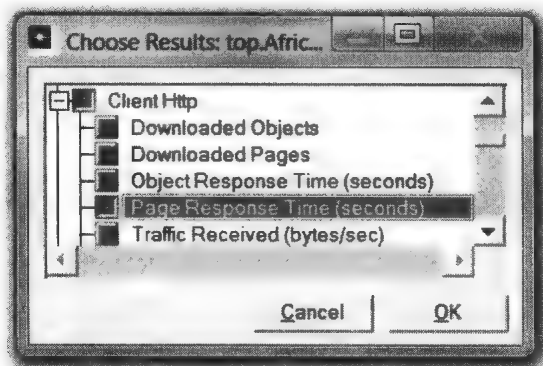 Choose Results: top.Afric...
Client Http
Downloaded Objects
Downloaded Pages
Object Response Time (seconds)
Page Response Time (seconds)
Traffic Received (bytes/sec)
Cancel
OK